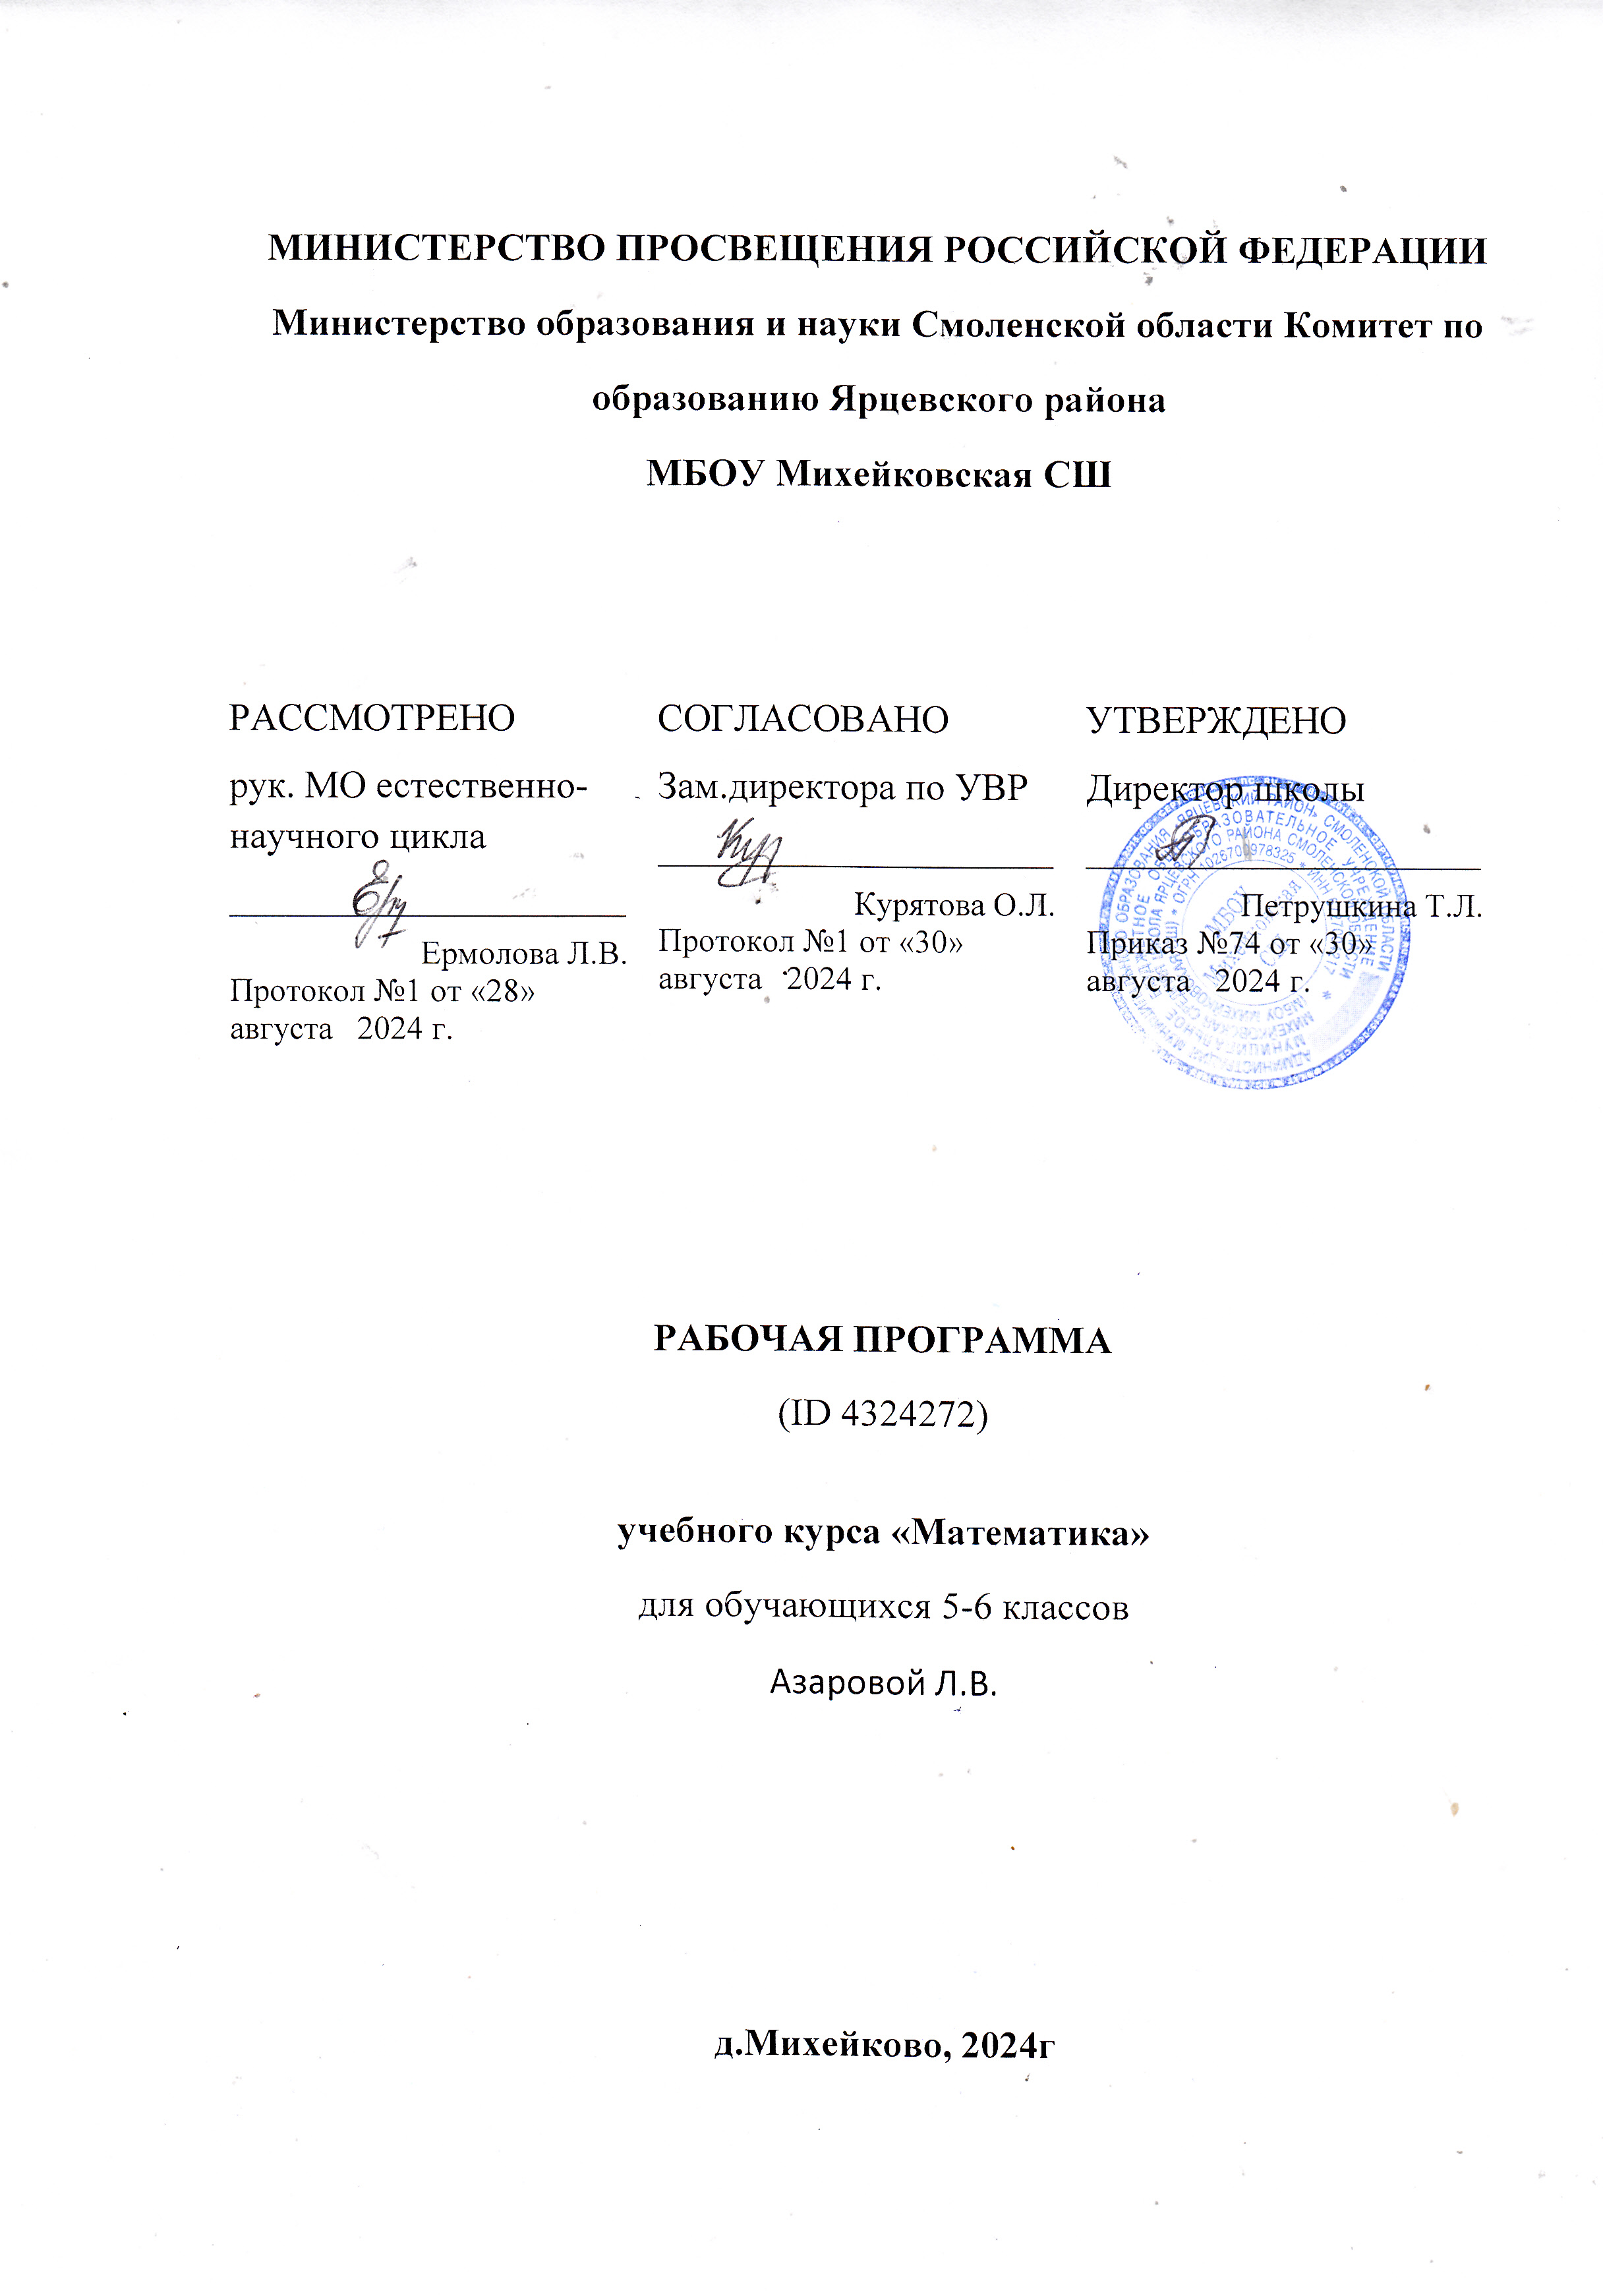 МИНИСТЕРСТВО ПРОСВЕЩЕНИЯ РОССИЙСКОЙ ФЕДЕРАЦИИ
Министерство образования и науки Смоленской области Комитет по
образованию Ярцевского района
МБОУ Михейковская СШ
РАССМОТРЕНО
рук. МО естественно-
научного цикла
Ермолова Л.В.
Протокол №1 от «28»
августа 2024 г.
СОГЛАСОВАНО
Зам.директора по УВР
Курятова О.Л.
Протокол №1 от «30»
августа 2024 г.
УТВЕРЖДЕНО
Директор школы
Петрушкина Т.Л.
Приказ №74 от «30»
августа 2024 г.
РАБОЧАЯ ПРОГРАММА
(ID 4324272)
учебного курса «Математика»
для обучающихся 5-6 классов
Азаровой Л.В.
д.Михейково, 2024г